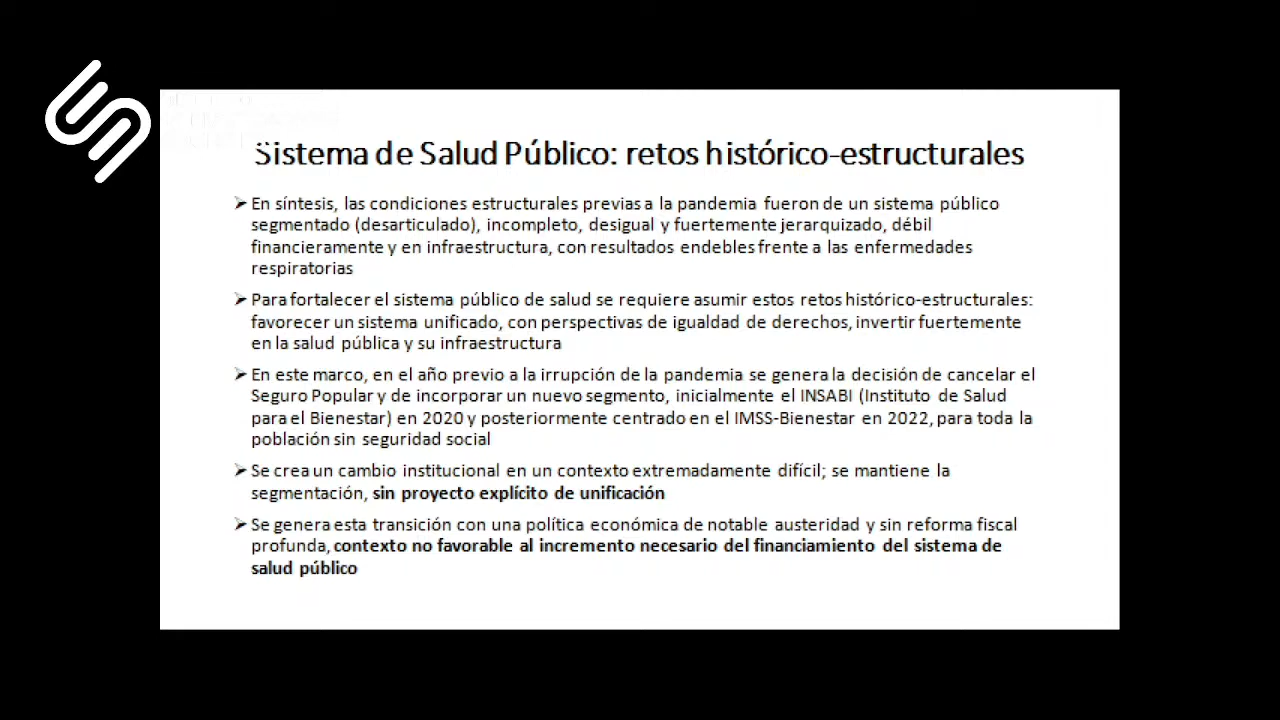 Sistema de Salud Público: retos histórico-estructurales
➢ En síntesis, las condiciones estructurales previas a la pandemia fueron de un sistema público
segmentado (desarticulado), incompleto, desigual y fuertemente jerarquizado, débil
financieramente y en infraestructura, con resultados endebles frente a las enfermedades
respiratorias
➢ Para fortalecer el sistema público de salud se requiere asumir estos retos histórico-estructurales:
favorecer un sistema unificado, con perspectivas de igualdad de derechos, invertir fuertemente
en la salud pública y su infraestructura
➢ En este marco, en el año previo a la irrupción de la pandemia se genera la decisión de cancelar el
Seguro Popular y de incorporar un nuevo segmento, inicialmente el INSABI (Instituto de Salud
para el Bienestar) en 2020 y posteriormente centrado en el IMSS-Bienestar en 2022, para toda la
población sin seguridad social
➢ Se crea un cambio institucional en un contexto extremadamente difícil; se mantiene la
segmentación, sin proyecto explícito de unificación
➢ Se genera esta transición con una política económica de notable austeridad y sin reforma fiscal
profunda, contexto no favorable al incremento necesario del financiamiento del sistema de
salud público